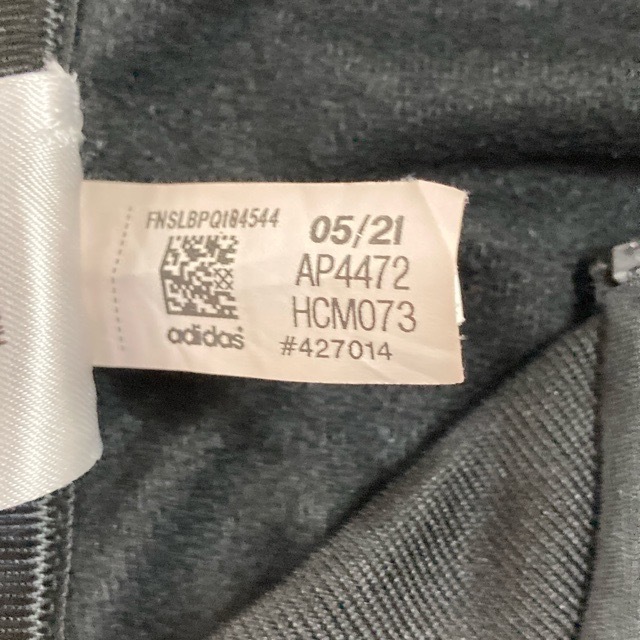 FNSLBPQ184544
05/21
AP4472
HCM073
adidas
#427014